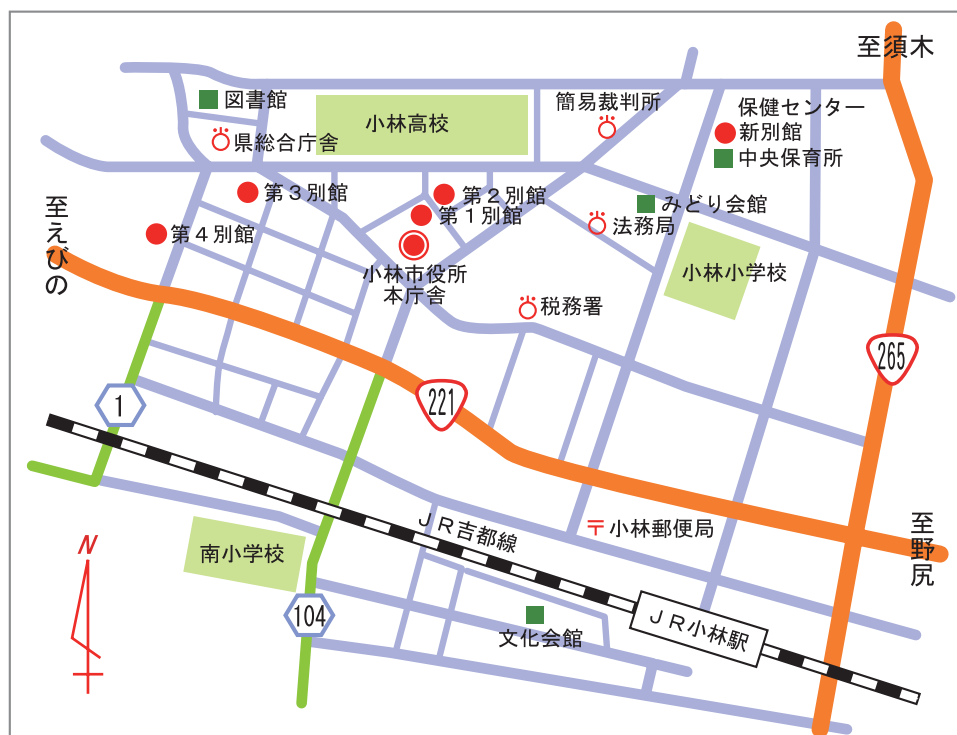 至須木
図書館
簡易裁判所
保健センター
新別館
小林高校
県総合庁舎
中央保育所
第３別館
第２別館
みどり会館
至えびの
第１別館
法務局
第４別館
小林市役所
本庁舎
小林小学校
税務署
265
1
221
ＪＲ吉都線
小林郵便局
至野尻
南小学校
N
104
文化会館
ＪＲ小林駅